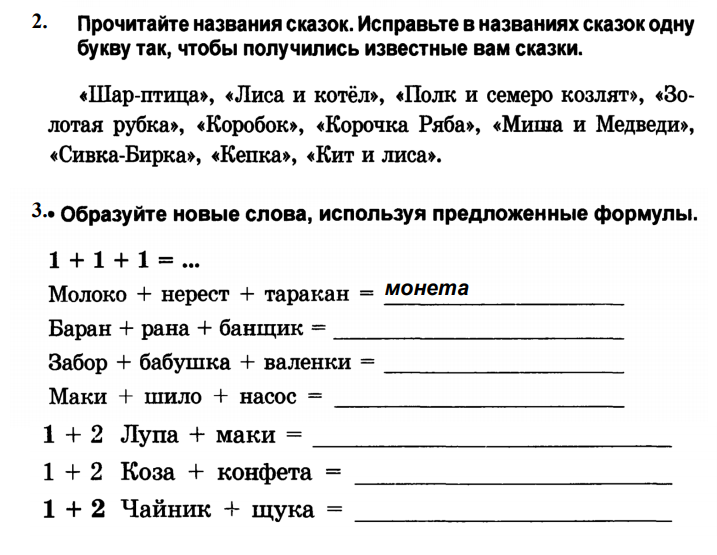 2. Прочитайте названия сказок. Исправьте в названиях сказок одну
букву так, чтобы получились известные вам сказки.
«Шар-птица», «Лиса и котёл», «Полк и семеро козлят», «Зо-
лотая рубка», «Коробок», «Корочка Ряба», «Миша и Медведи»,
«Сивка-Бирка», «Кепка», «Кит и лиса».
3.• Образуйте новые слова, используя предложенные формулы.
1 + 1 + 1 = ...
Молоко + нерест + таракан = монета
Баран + рана + банщик =
Забор + бабушка + валенки =
Маки + шило + насос =
1 + 2 Лупа + маки =
1 + 2 Коза + конфета =
1 + 2 Чайник + щука =